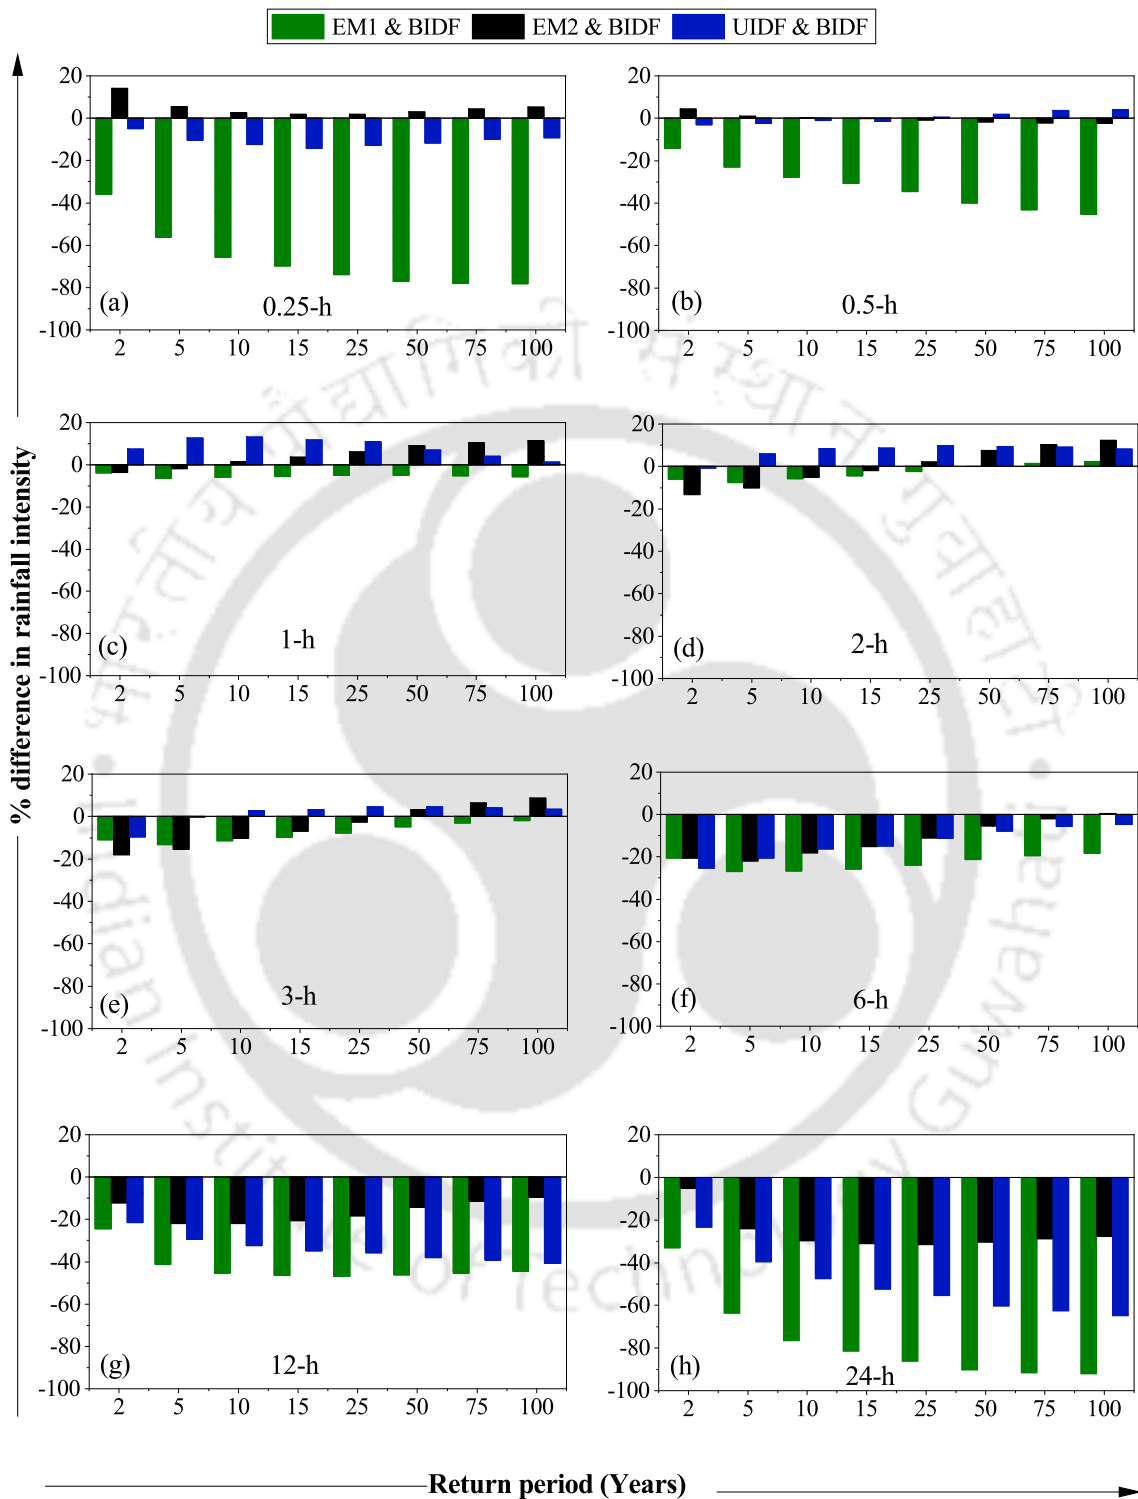 EM1 & BIDF EM2 & BIDF UIDF & BIDF
% difference in rainfall intensity
20 0 -20 -40 -60 -80 -100
(a) 0.25-h
2 5 10 15 25 50 75 100
20 0 -20 -40 -60 -80 -100
(b) 0.5-h
2 5 10 15 25 50 75 100
20 0 -20 -40 -60 -80 -100
(c) 1-h
2 5 10 15 25 50 75 100
20 0 -20 -40 -60 -80 -100
(d) 2-h
2 5 10 15 25 50 75 100
20 0 -20 -40 -60 -80 -100
(e) 3-h
2 5 10 15 25 50 75 100
20 0 -20 -40 -60 -80 -100
(f) 6-h
2 5 10 15 25 50 75 100
20 0 -20 -40 -60 -80 -100
(g) 12-h
2 5 10 15 25 50 75 100
20 0 -20 -40 -60 -80 -100
(h) 24-h
2 5 10 15 25 50 75 100
Return period (Years)
भारतीय प्रौद्योगिकी संस्थान गुवाहाटी
Indian Institute of Technology Guwahati